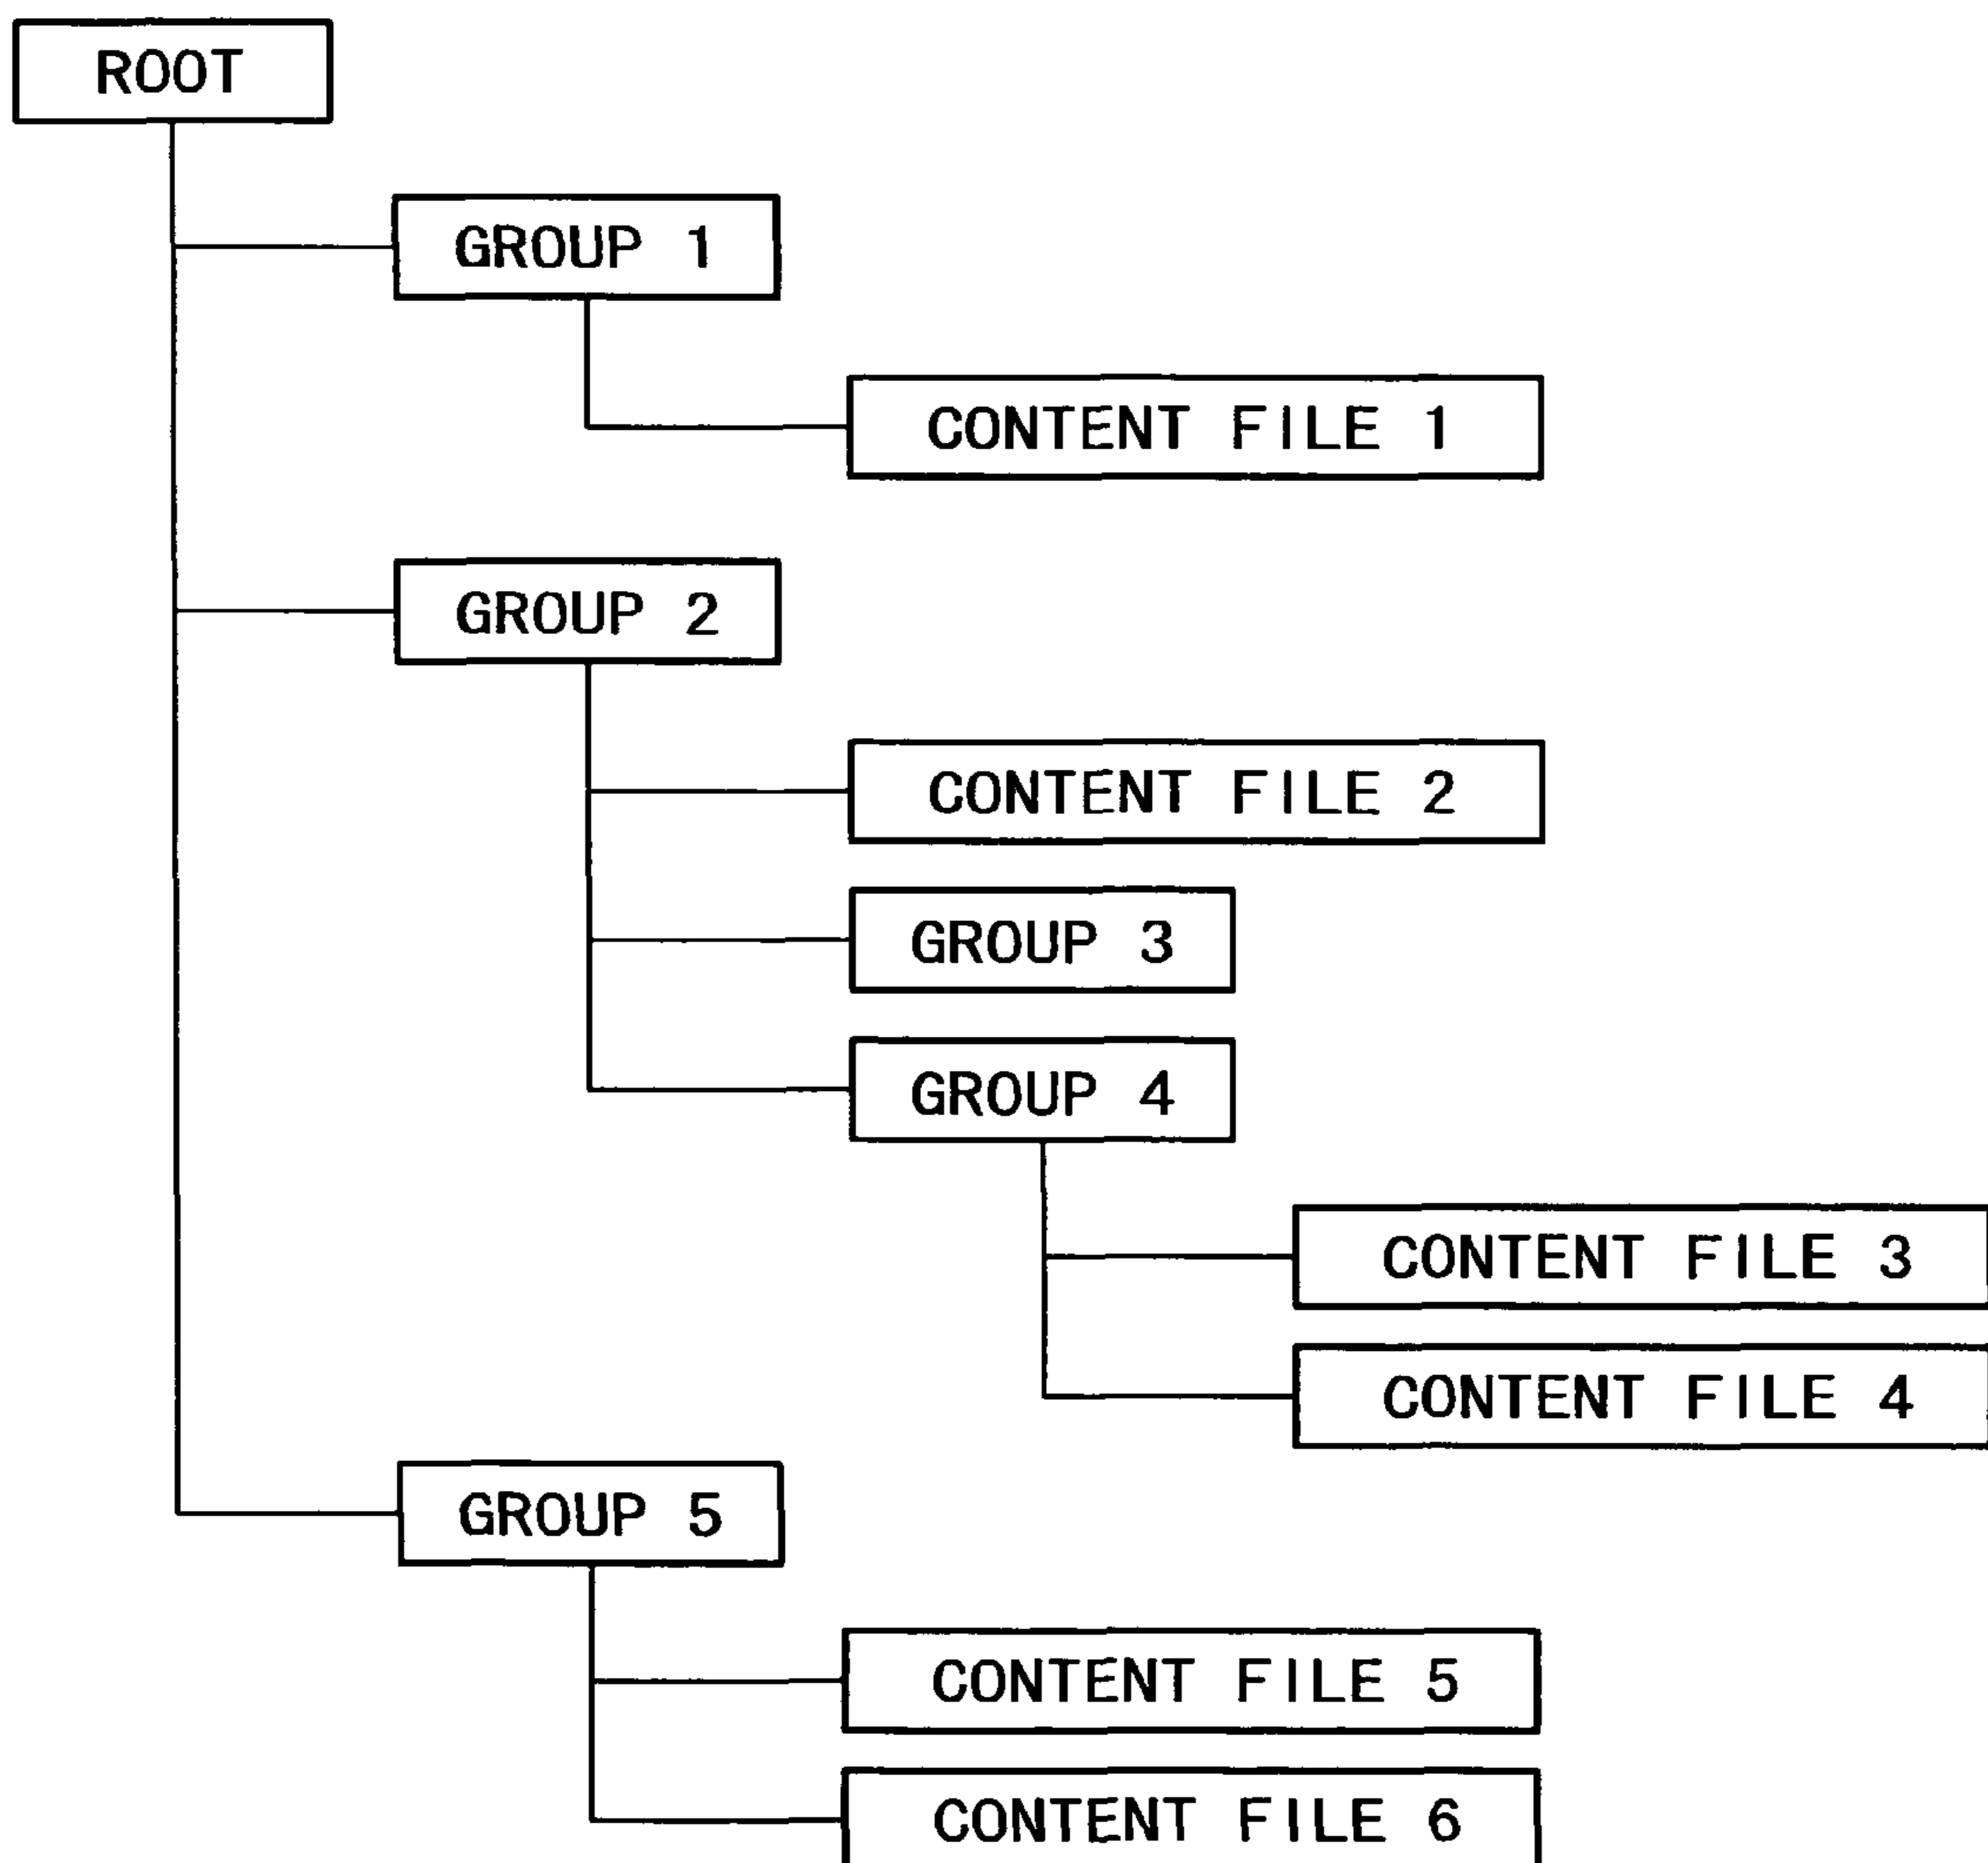 ROOT
GROUP 1
CONTENT FILE 1
GROUP 2
CONTENT FILE 2
GROUP 3
GROUP 4
CONTENT FILE 3
CONTENT FILE 4
GROUP 5
CONTENT FILE 5
CONTENT FILE 6